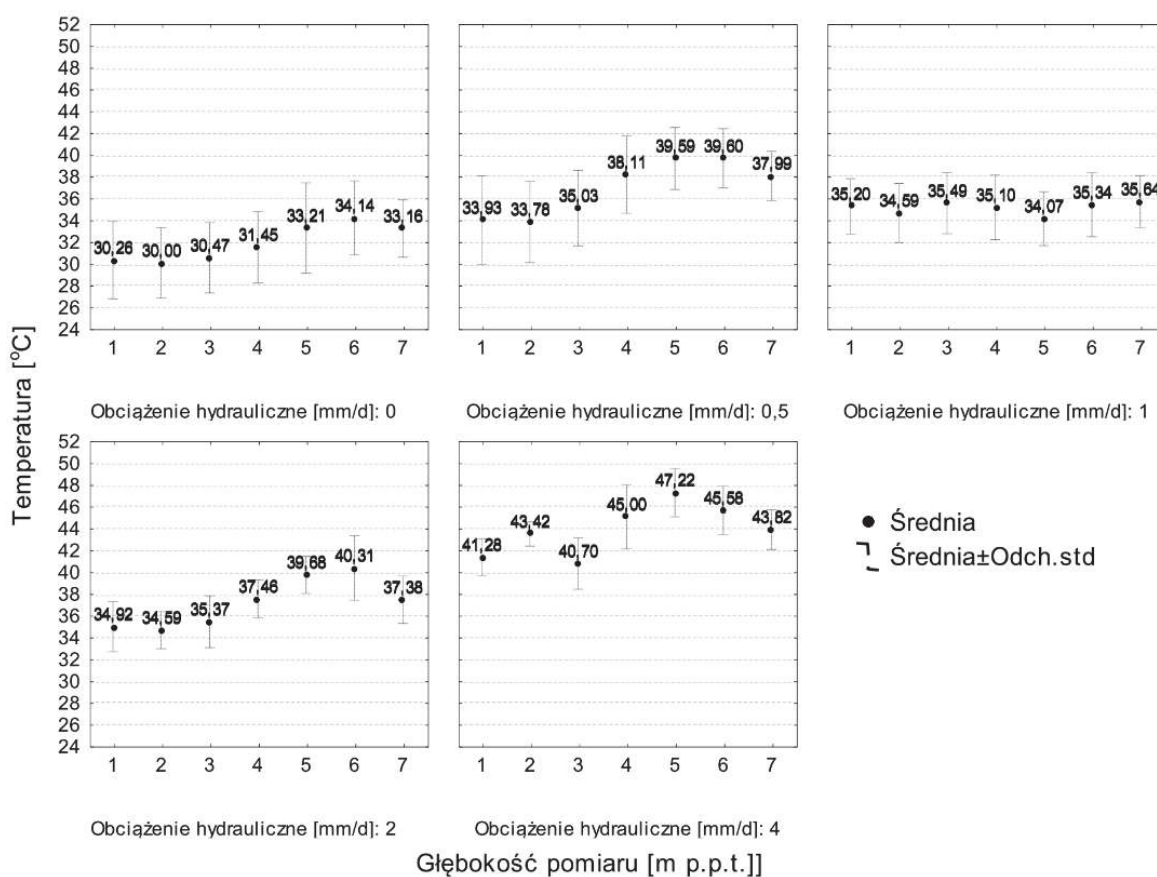 Temperatura [°C]
52
50
48
46
44
42
40
38
36
34
32
30
28
26
24
30,26 30,00 30,47 31,45 33,21 34,14 33,16
1 2 3 4 5 6 7
Obciążenie hydrauliczne [mm/d]: 0
33,93 33,78 35,03 38,11 39,59 39,60 37,99
1 2 3 4 5 6 7
Obciążenie hydrauliczne [mm/d]: 0,5
35,20 34,59 35,49 35,10 34,07 35,34 35,64
1 2 3 4 5 6 7
Obciążenie hydrauliczne [mm/d]: 1
52
50
48
46
44
42
40
38
36
34
32
30
28
26
24
34,92 34,59 35,37 37,46 39,68 40,31 37,38
1 2 3 4 5 6 7
Obciążenie hydrauliczne [mm/d]: 2
41,28 43,42 40,70 45,00 47,22 45,58 43,82
1 2 3 4 5 6 7
Obciążenie hydrauliczne [mm/d]: 4
Średnia
Średnia±Odch.std
Głębokość pomiaru [m p.p.t.]]